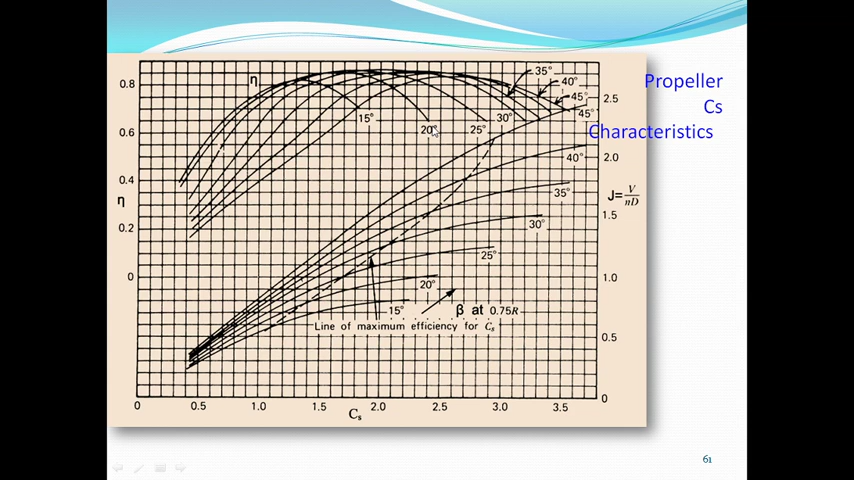 Propeller
Cs
Characteristics
η
0.8
0.6
0.4
η
0.2
0
15°
20°
25°
30°
35°
40°
45°
45°
40°
35°
30°
25°
20°
15°
β at 0.75R
Line of maximum efficiency for Cs
2.5
2.0
J= V/nD
1.5
1.0
0.5
0
0 0.5 1.0 1.5 2.0 2.5 3.0 3.5
Cs
61